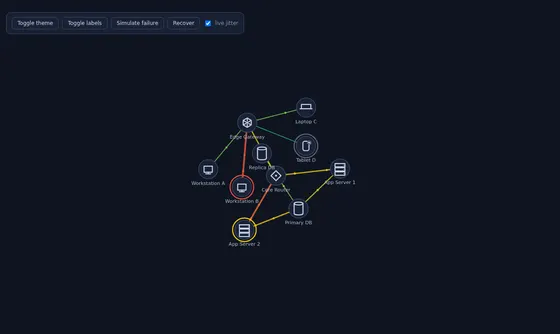 Toggle theme
Toggle labels
Simulate failure
Recover
live jitter
Laptop C
Edge Gateway
Tablet D
Replica DB
Workstation A
Core Router
App Server 1
Workstation B
Primary DB
App Server 2